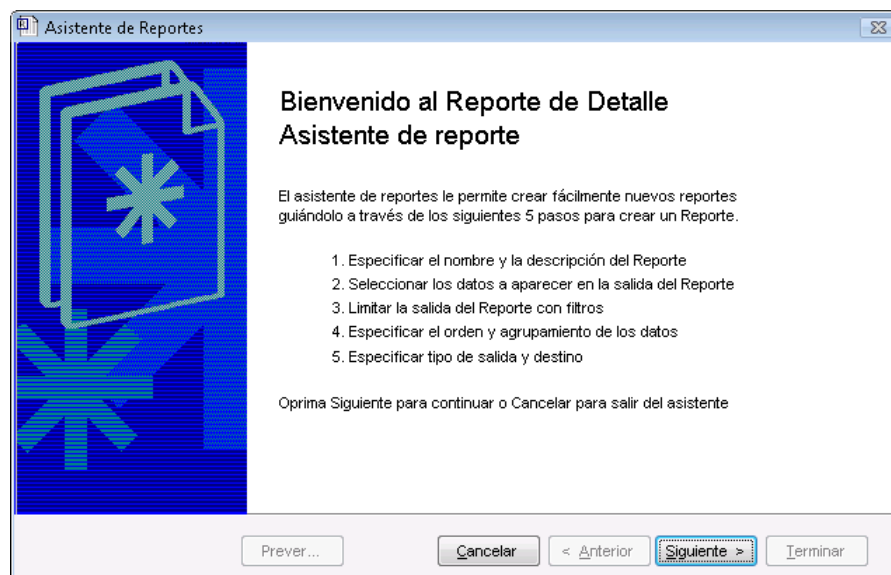 Asistente de Reportes
Bienvenido al Reporte de Detalle
Asistente de reporte
El asistente de reportes le permite crear fácilmente nuevos reportes
guiándolo a través de los siguientes 5 pasos para crear un Reporte.
1. Especificar el nombre y la descripción del Reporte
2. Seleccionar los datos a aparecer en la salida del Reporte
3. Limitar la salida del Reporte con filtros
4. Especificar el orden y agrupamiento de los datos
5. Especificar tipo de salida y destino
Oprima Siguiente para continuar o Cancelar para salir del asistente
Prever... Cancelar < Anterior Siguiente > Terminar